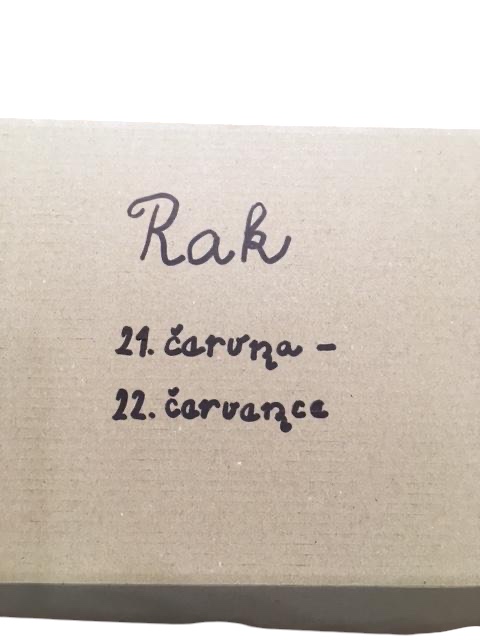 Rak
21. června -
22. července